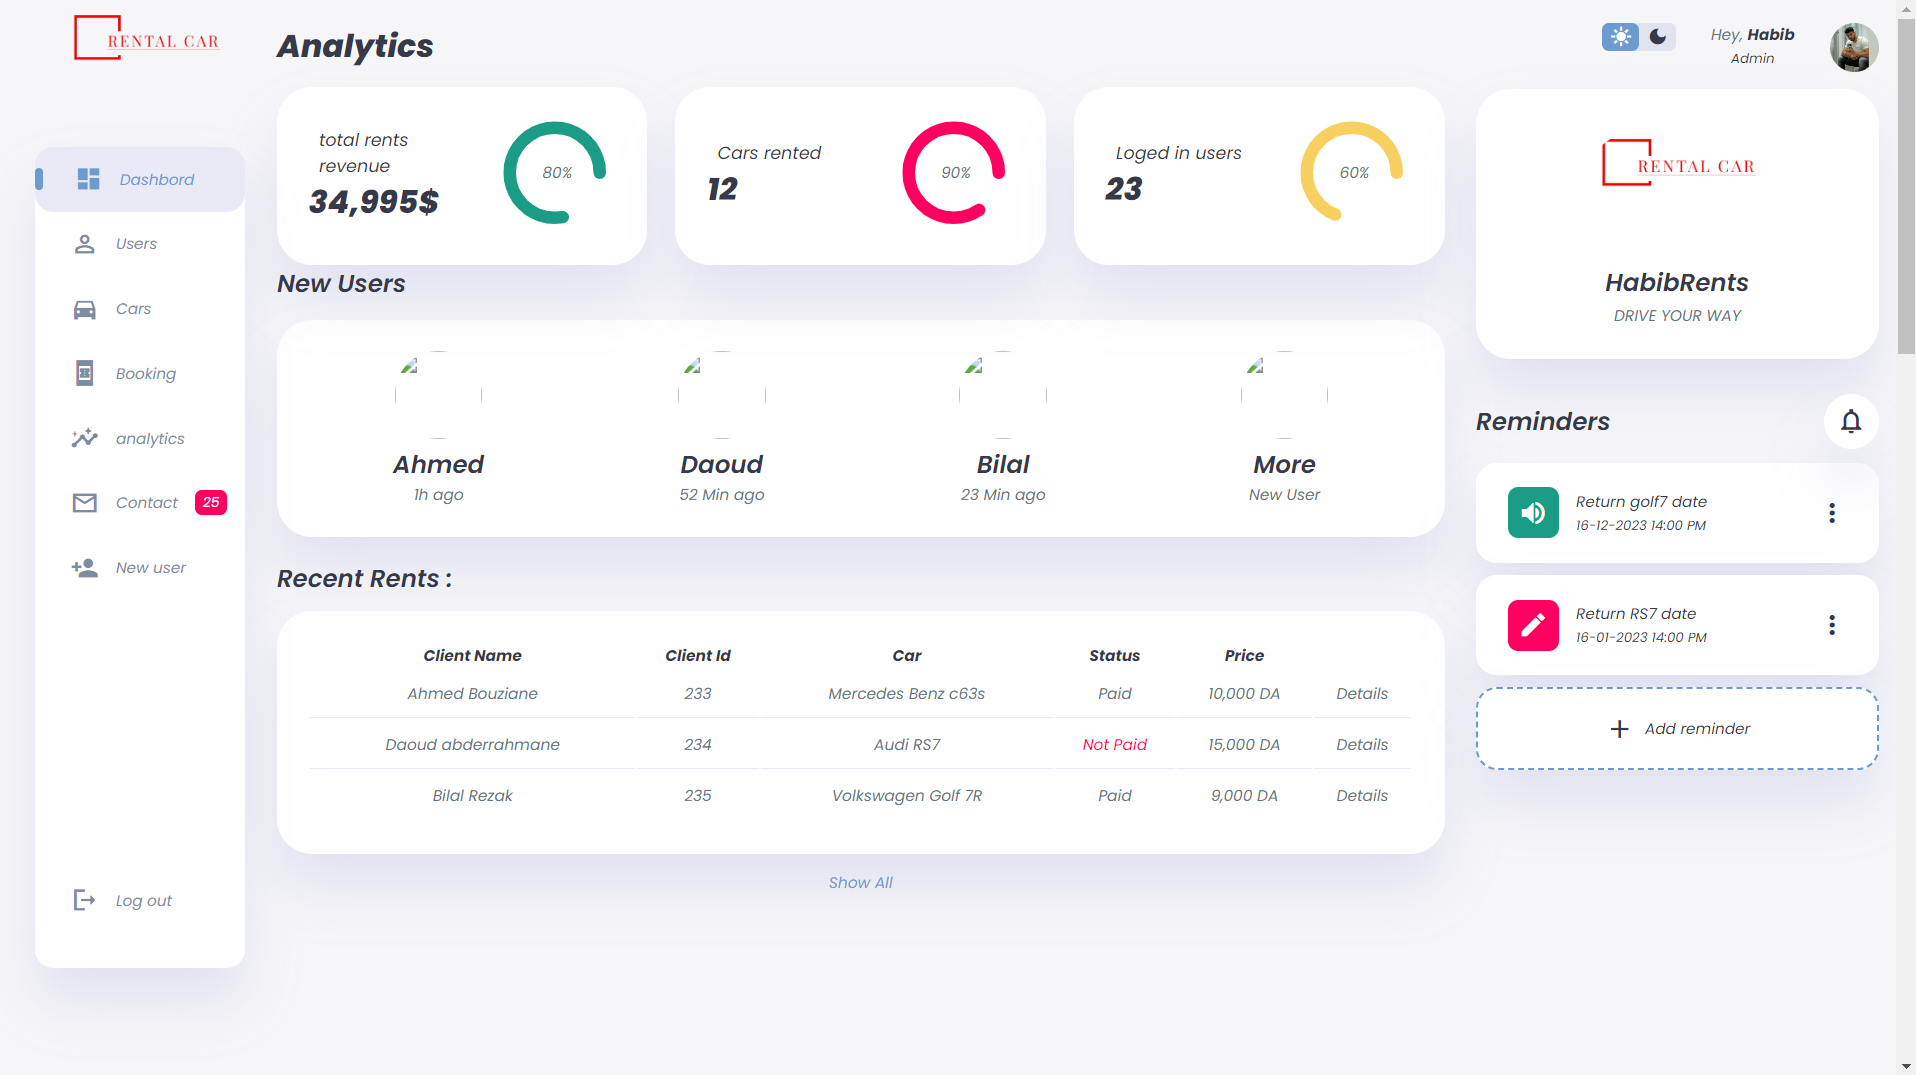 RENTAL CAR
Dashbord
Users
Cars
Booking
analytics
Contact 25
New user
Log out
Analytics
total rents
revenue
34,995$
80%
Cars rented
12
90%
Loged in users
23
60%
New Users
Ahmed
1h ago
Daoud
52 Min ago
Bilal
23 Min ago
More
New User
Recent Rents :
Client Name Client Id Car Status Price
Ahmed Bouziane 233 Mercedes Benz c63s Paid 10,000 DA Details
Daoud abderrahmane 234 Audi RS7 Not Paid 15,000 DA Details
Bilal Rezak 235 Volkswagen Golf 7R Paid 9,000 DA Details
Show All
Hey, Habib
Admin
RENTAL CAR
HabibRents
DRIVE YOUR WAY
Reminders
Return golf7 date
16-12-2023 14:00 PM
Return RS7 date
16-01-2023 14:00 PM
Add reminder